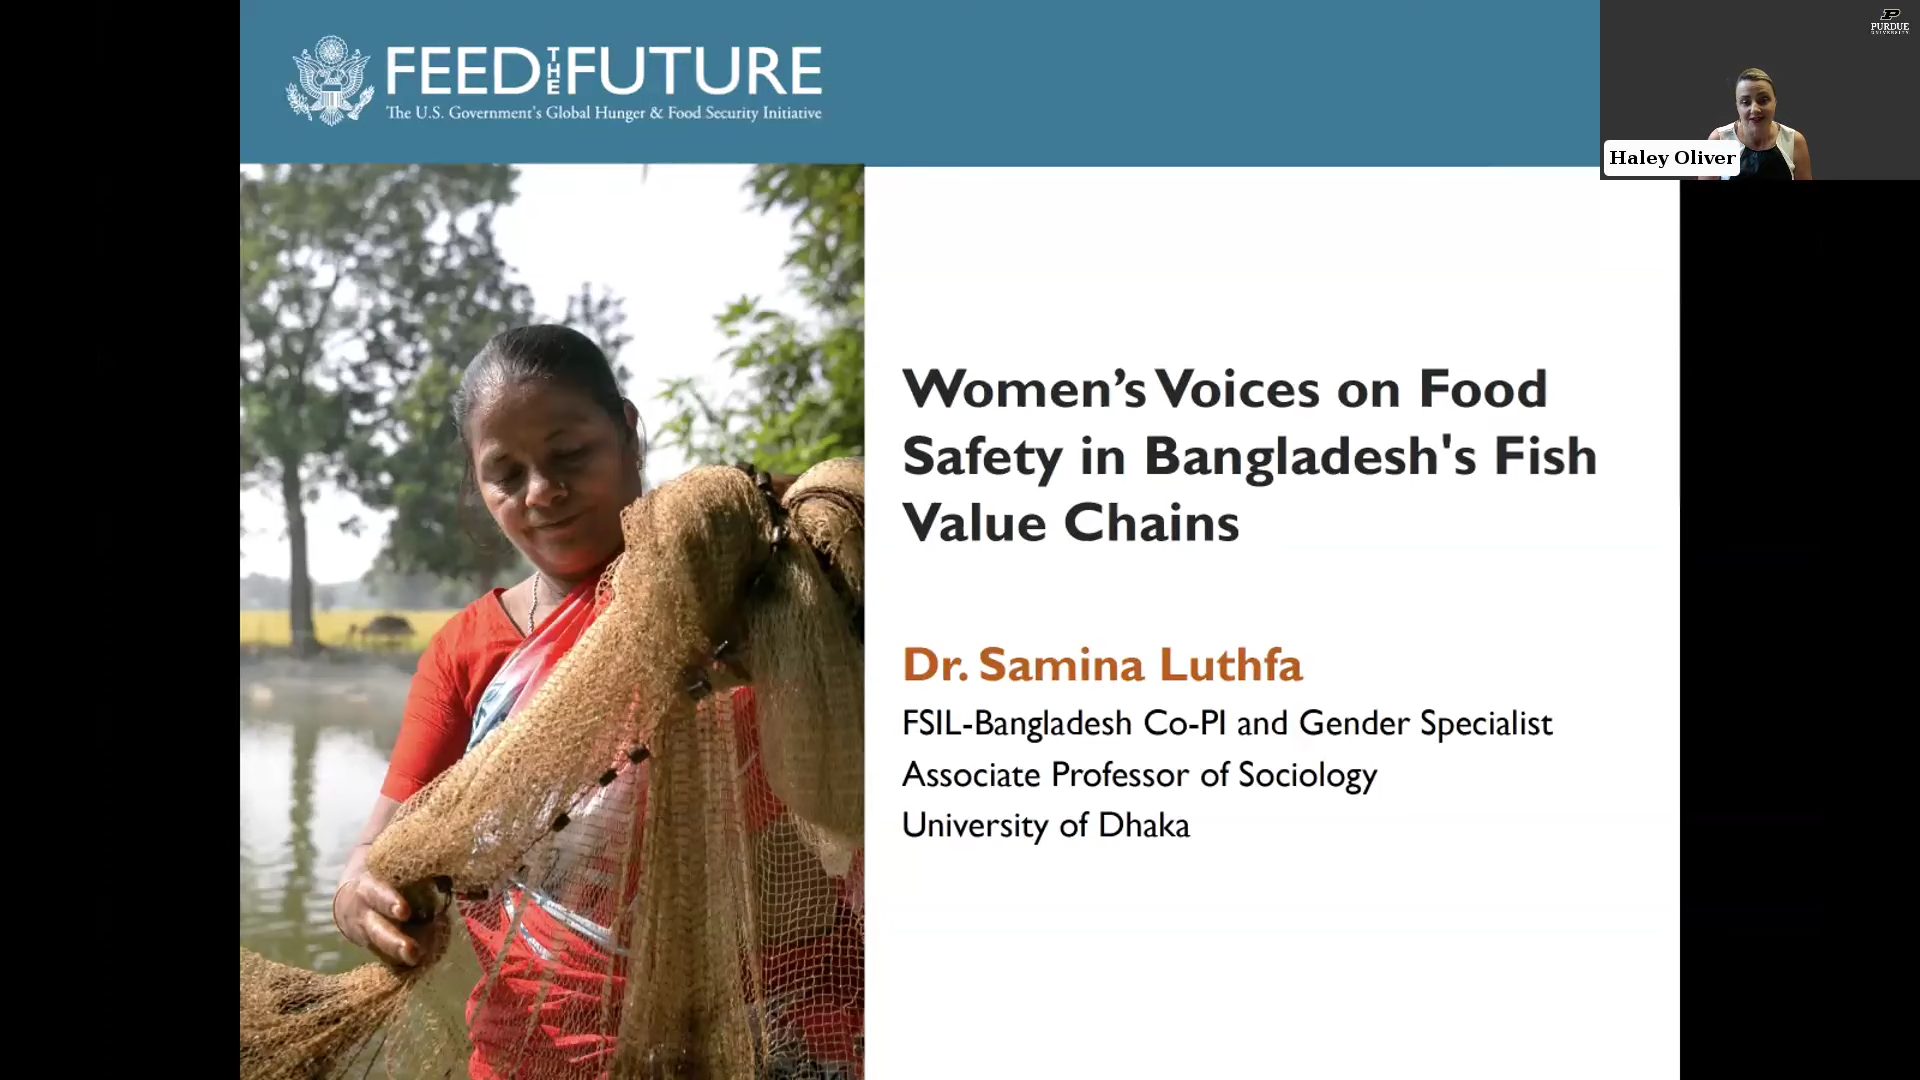 FEED THE FUTURE
The U.S. Government's Global Hunger & Food Security Initiative
PURDUE
UNIVERSITY
Haley Oliver
Women's Voices on Food
Safety in Bangladesh's Fish
Value Chains
Dr. Samina Luthfa
FSIL-Bangladesh Co-PI and Gender Specialist
Associate Professor of Sociology
University of Dhaka